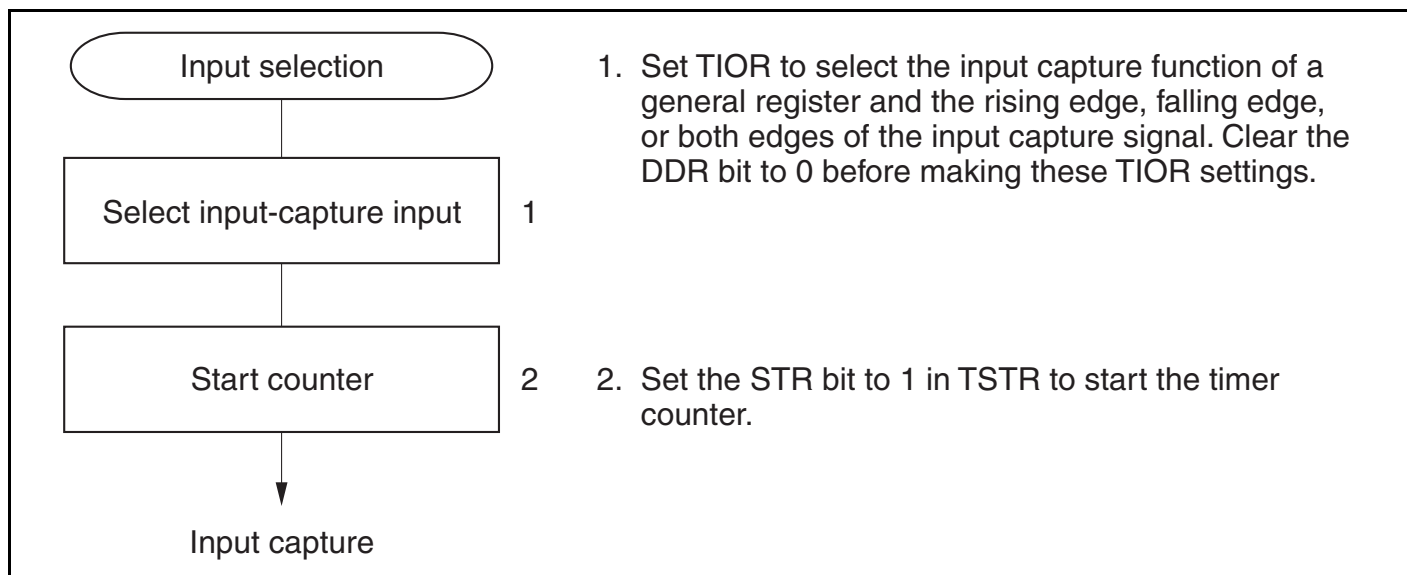 Input selection
Select input-capture input 1
Start counter 2
Input capture
1. Set TIOR to select the input capture function of a
general register and the rising edge, falling edge,
or both edges of the input capture signal. Clear the
DDR bit to 0 before making these TIOR settings.
2. Set the STR bit to 1 in TSTR to start the timer
counter.